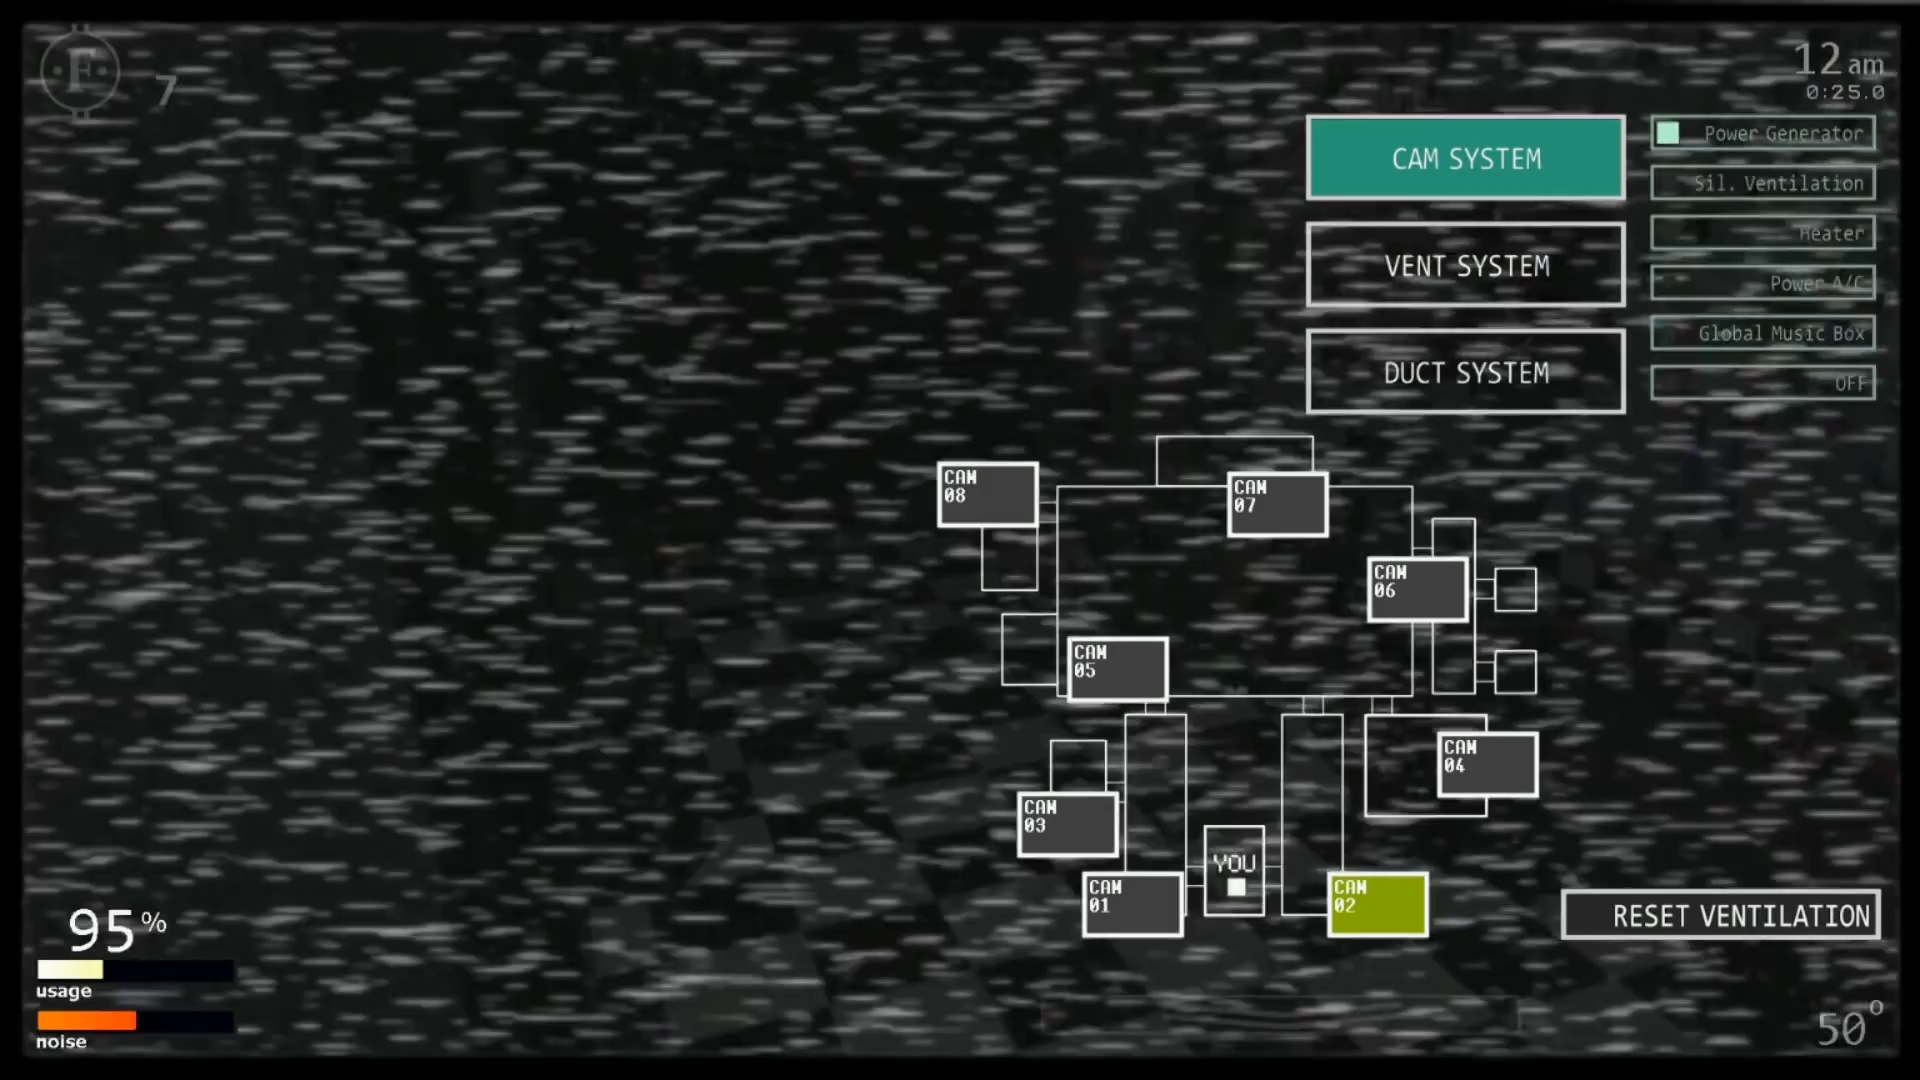 F
7
12 am
0:25.0
CAM SYSTEM
VENT SYSTEM
DUCT SYSTEM
Power Generator
Sil. Ventilation
Heater
Power A/C
Global Music Box
OFF
CAM
08
CAM
07
CAM
06
CAM
05
CAM
04
CAM
03
YOU
CAM
01
CAM
02
RESET VENTILATION
95%
usage
noise
50°